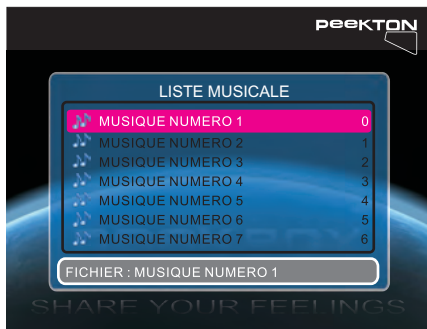 PEEKTON
LISTE MUSICALE
MUSIQUE NUMERO 1 0
MUSIQUE NUMERO 2 1
MUSIQUE NUMERO 3 2
MUSIQUE NUMERO 4 3
MUSIQUE NUMERO 5 4
MUSIQUE NUMERO 6 5
MUSIQUE NUMERO 7 6
FICHIER : MUSIQUE NUMERO 1
SHARE YOUR FEELINGS